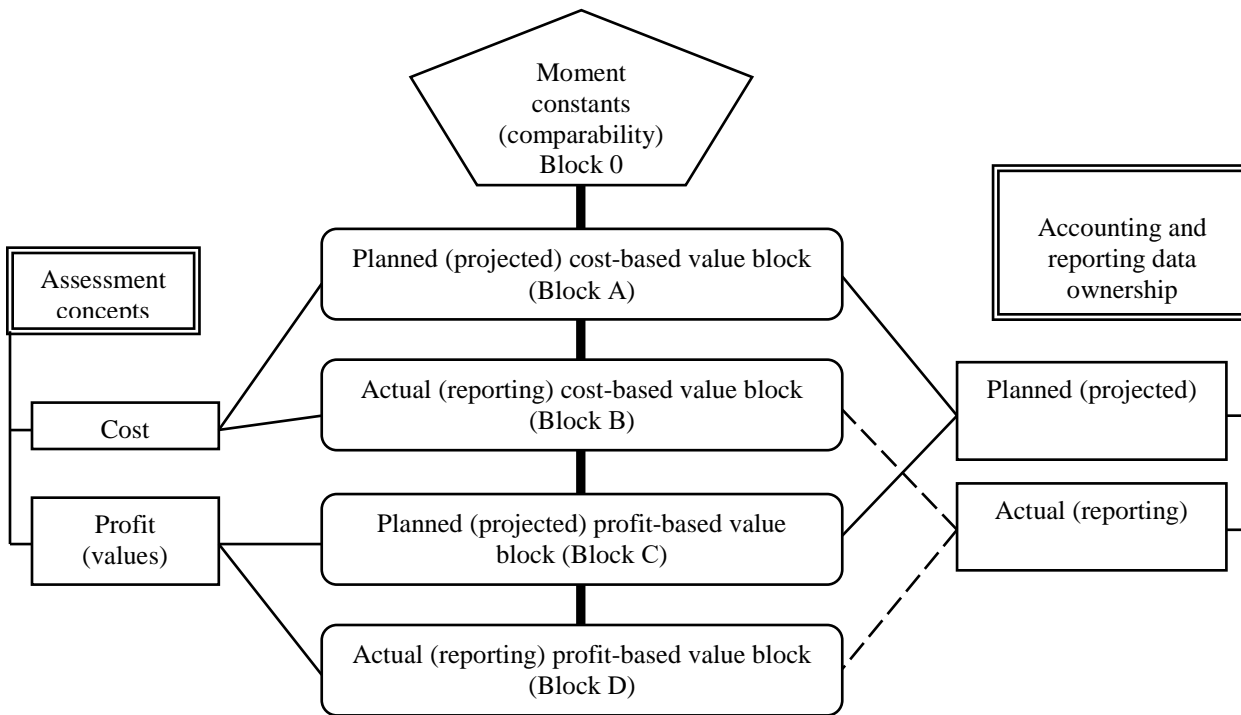 Moment
constants
(comparability)
Block 0
Planned (projected) cost-based value block
(Block A)
Accounting and
reporting data
ownership
Assessment
concepts
Actual (reporting) cost-based value block
(Block B)
Planned (projected)
Cost
Planned (projected) profit-based value
block (Block C)
Actual (reporting)
Profit
(values)
Actual (reporting) profit-based value block
(Block D)